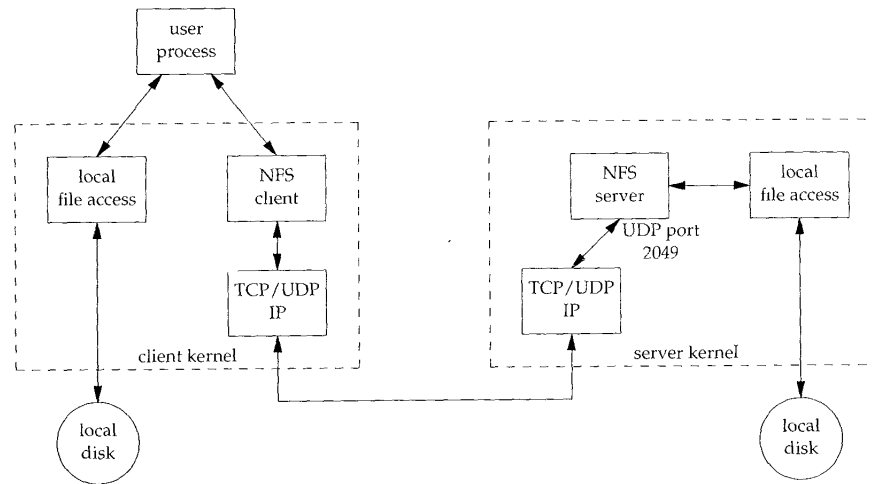 user
process
local
file access
NFS
client
NFS
server
local
file access
UDP port
2049
TCP/UDP
IP
TCP/UDP
IP
client kernel
server kernel
local
disk
local
disk